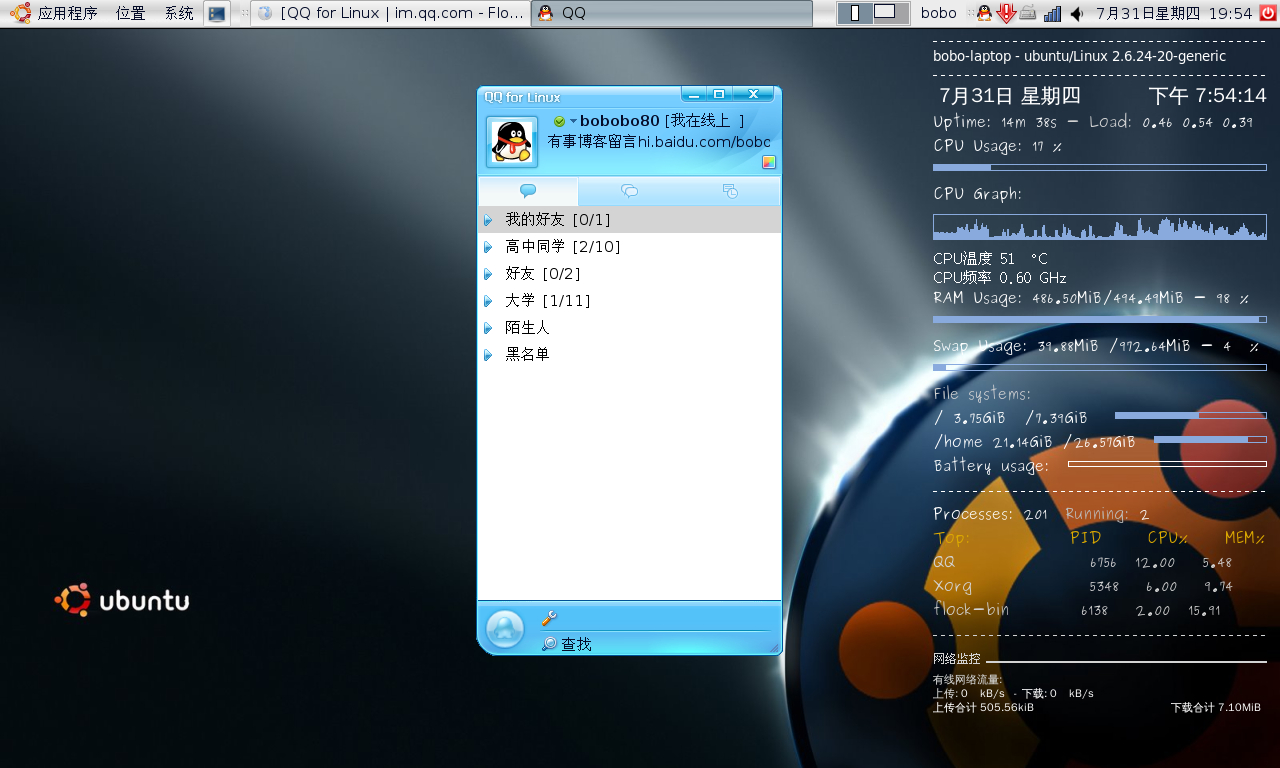 应用程序 位置 系统 [QQ for Linux | im.qq.com - Flo... QQ bobo 7月31日星期四 19:54
QQ for Linux
bobobo80 [我在线上 ]
有事博客留言hi.baidu.com/bobc
我的好友 [0/1]
高中同学 [2/10]
好友 [0/2]
大学 [1/11]
陌生人
黑名单
查找
ubuntu
bobo-laptop - ubuntu/Linux 2.6.24-20-generic
7月31日 星期四 下午 7:54:14
Uptime: 14m 38s - Load: 0.46 0.54 0.39
CPU Usage: 17 %
CPU Graph:
CPU温度 51 °C
CPU频率 0.60 GHz
RAM Usage: 486.50MiB/494.49MiB - 98 %
Swap Usage: 39.88MiB /972.64MiB - 4 %
File systems:
/ 3.75GiB /7.39GiB
/home 21.14GiB /26.57GiB
Battery usage:
Processes: 201 Running: 2
Top: PID CPU% MEM%
QQ 6756 12.00 5.48
Xorg 5348 6.00 9.74
flock-bin 6138 2.00 15.91
网络监控
有线网络流量:
上传: 0 kB/s - 下载: 0 kB/s
上传合计 505.56kiB 下载合计 7.10MiB